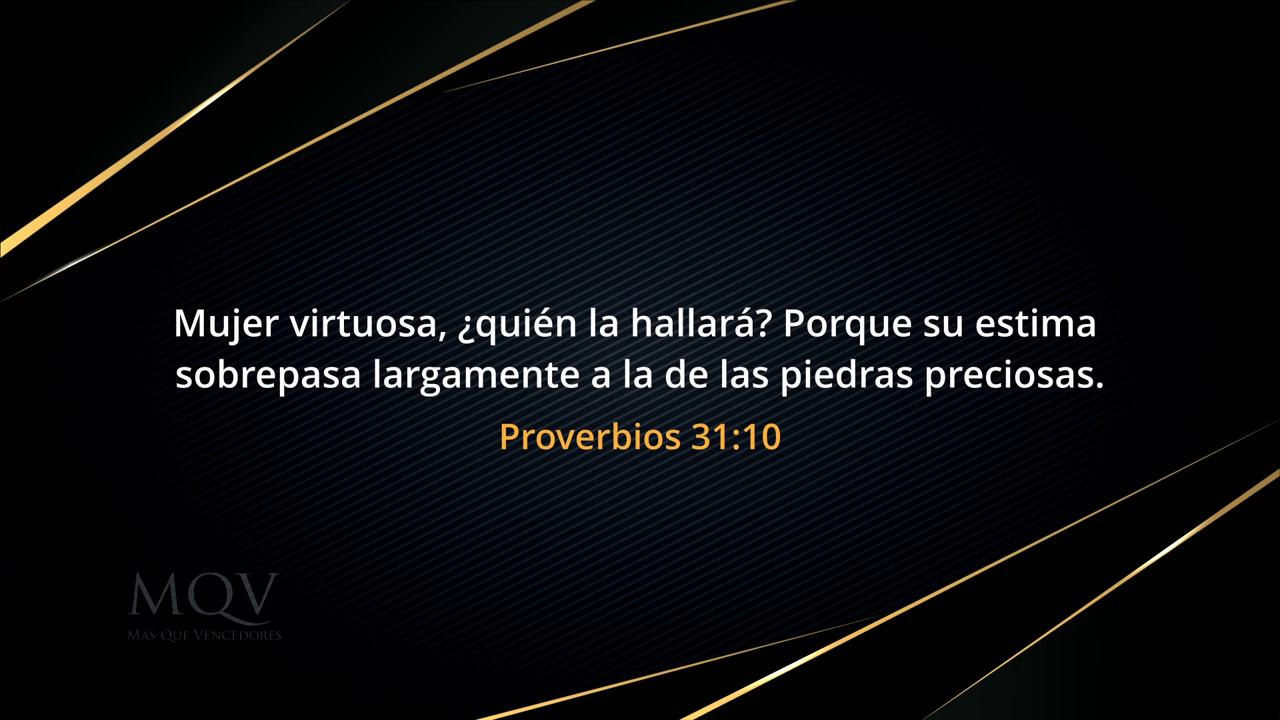 Mujer virtuosa, ¿quién la hallará? Porque su estima
sobrepasa largamente a la de las piedras preciosas.
Proverbios 31:10
MQV
Más Que Vencedores